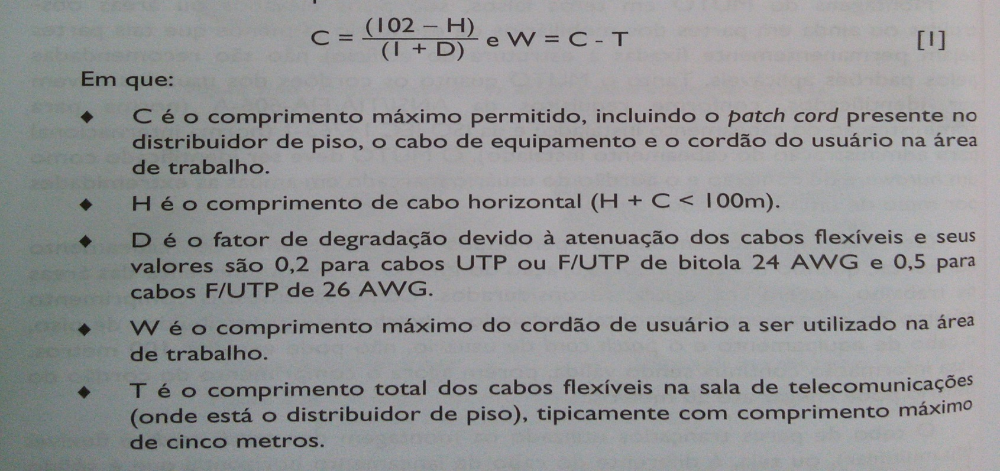 C = (102 – H) / (1 + D) e W = C - T [1]
Em que:
◆ C é o comprimento máximo permitido, incluindo o patch cord presente no
distribuidor de piso, o cabo de equipamento e o cordão do usuário na área
de trabalho.
◆ H é o comprimento de cabo horizontal (H + C < 100m).
◆ D é o fator de degradação devido à atenuação dos cabos flexíveis e seus
valores são 0,2 para cabos UTP ou F/UTP de bitola 24 AWG e 0,5 para
cabos F/UTP de 26 AWG.
◆ W é o comprimento máximo do cordão de usuário a ser utilizado na área
de trabalho.
◆ T é o comprimento total dos cabos flexíveis na sala de telecomunicações
(onde está o distribuidor de piso), tipicamente com comprimento máximo
de cinco metros.